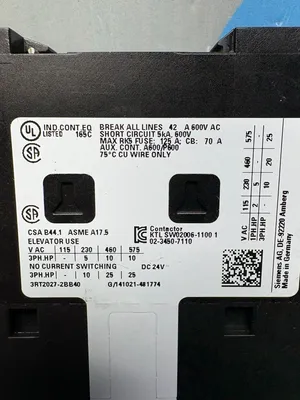 UL IND.CONT.EQ
LISTED 165C
BREAK ALL LINES 42 A 600V AC
SHORT CIRCUIT 5kA, 600V
MAX RK5 FUSE: 125 A; CB: 70 A
AUX. CONT. A600/P600
75°C CU WIRE ONLY
SA
SA
CSA B44.1 ASME A17.5
ELEVATOR USE
V AC 115 230 460 575
3PH.HP - 5 10 10
NO CURRENT SWITCHING
3PH.HP - 10 25 25
3RT2027-2BB40
Contactor
KTL SW02006-1100 1
02-3450-7110
DC 24V
G/141021-481774
V AC 115 230 460 575
1PH.HP 2 5 - -
3PH.HP - 10 20 25
Siemens AG, DE-92220 Amberg
Made in Germany